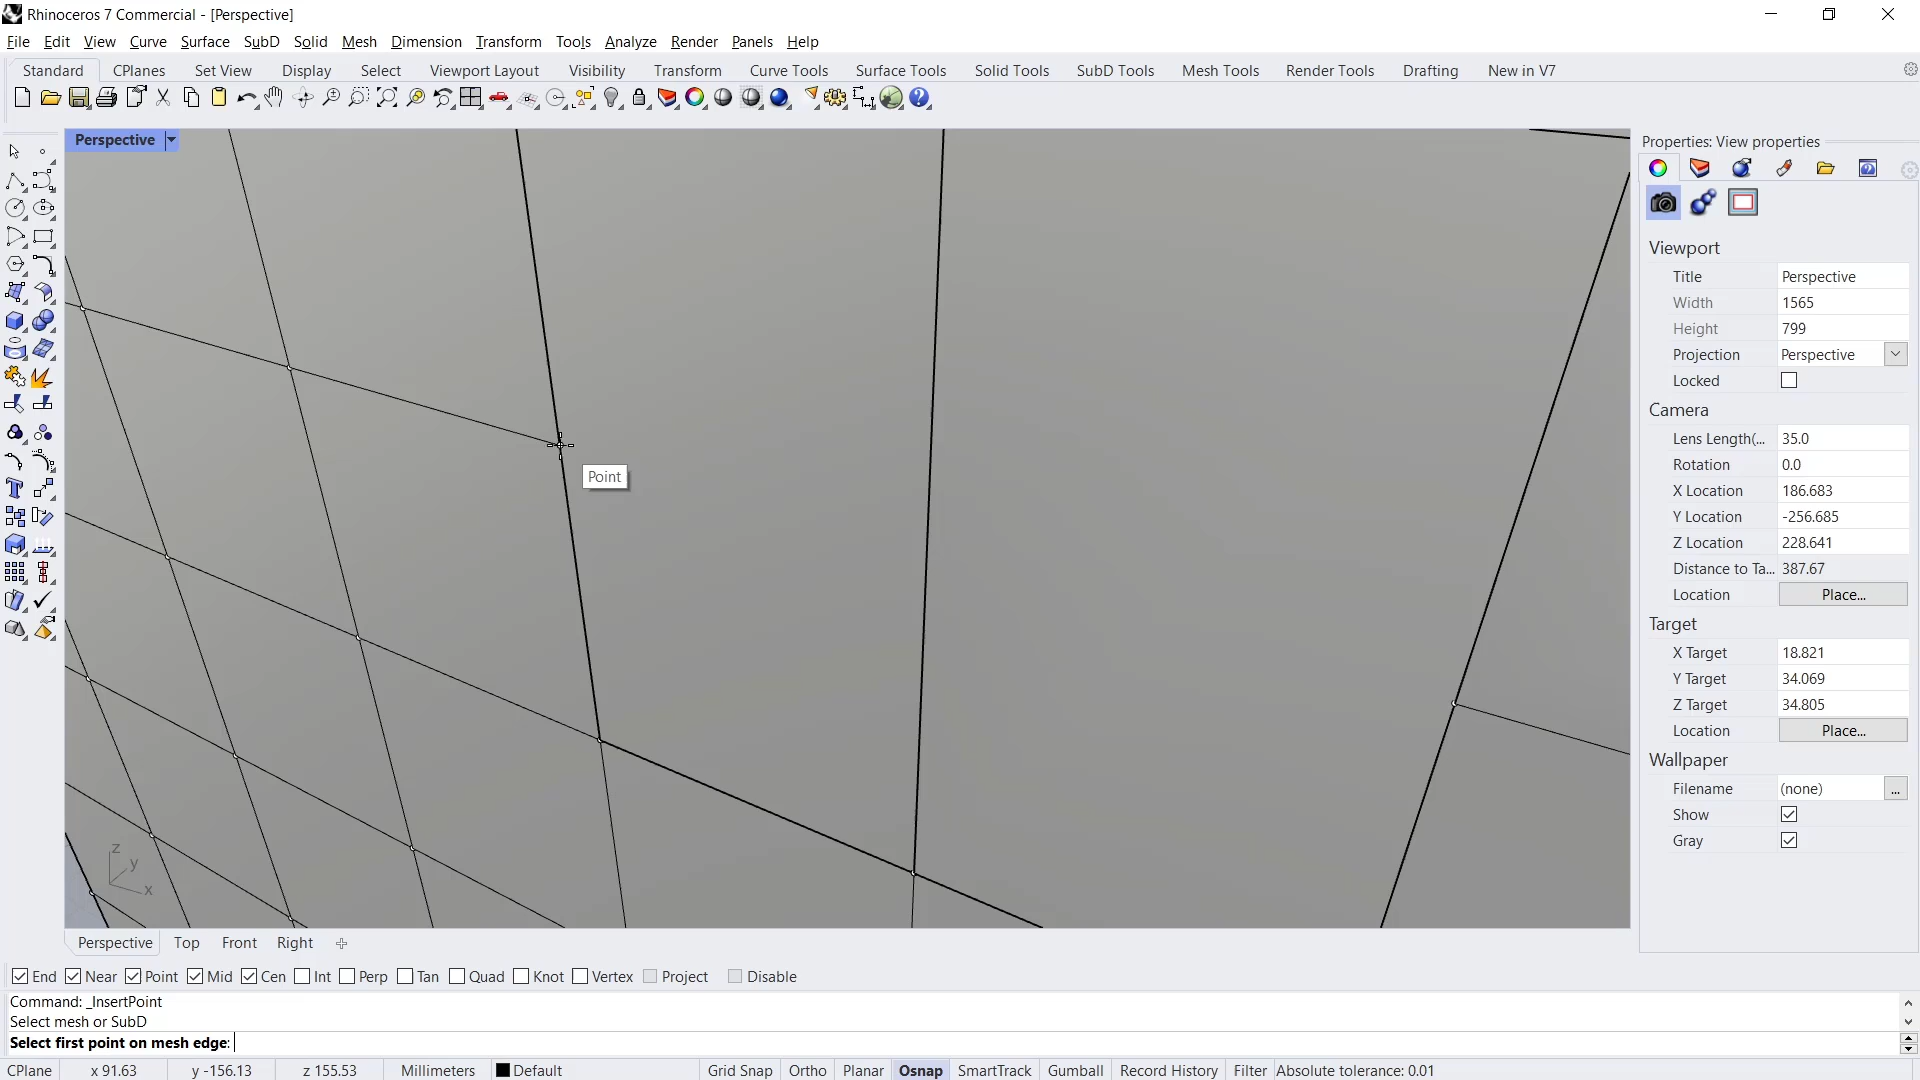 Rhinoceros 7 Commercial - [Perspective]
File Edit View Curve Surface SubD Solid Mesh Dimension Transform Tools Analyze Render Panels Help
Standard CPlanes Set View Display Select Viewport Layout Visibility Transform Curve Tools Surface Tools Solid Tools SubD Tools Mesh Tools Render Tools Drafting New in V7
Perspective
Properties: View properties
Viewport
Title Perspective
Width 1565
Height 799
Projection Perspective
Locked
Camera
Lens Length(... 35.0
Rotation 0.0
X Location 186.683
Y Location -256.685
Z Location 228.641
Distance to Ta... 387.67
Location Place...
Target
X Target 18.821
Y Target 34.069
Z Target 34.805
Location Place...
Wallpaper
Filename (none) ...
Show
Gray
Point
z
y
x
Perspective Top Front Right
End Near Point Mid Cen Int Perp Tan Quad Knot Vertex Project Disable
Command: _InsertPoint
Select mesh or SubD
Select first point on mesh edge:
CPlane x 91.63 y -156.13 z 155.53 Millimeters Default Grid Snap Ortho Planar Osnap SmartTrack Gumball Record History Filter Absolute tolerance: 0.01